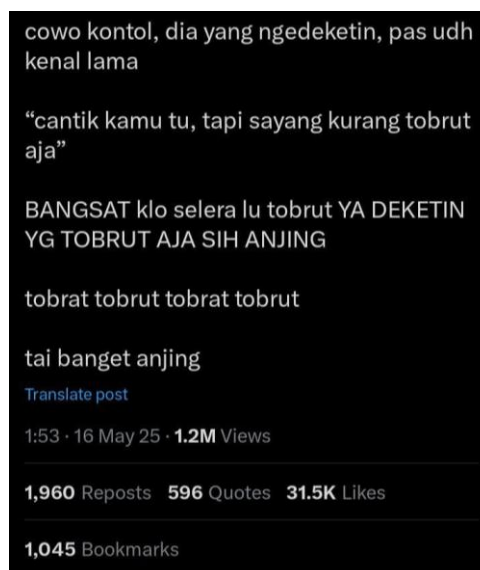 cowo kontol, dia yang ngedeketin, pas udh
kenal lama
“cantik kamu tu, tapi sayang kurang tobrut
aja”
BANGSAT klo selera lu tobrut YA DEKETIN
YG TOBRUT AJA SIH ANJING
tobrat tobrut tobrat tobrut
tai banget anjing
Translate post
1:53 · 16 May 25 · 1.2M Views
1,960 Reposts 596 Quotes 31.5K Likes
1,045 Bookmarks